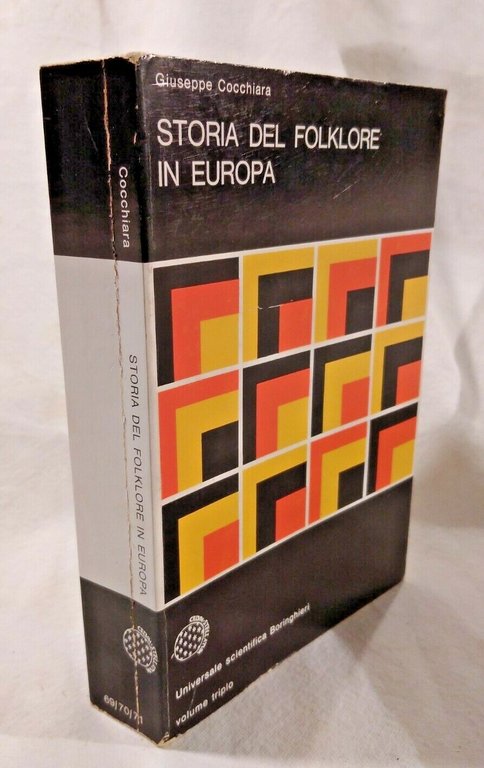 Giuseppe Cocchiara
STORIA DEL FOLKLORE
IN EUROPA
Universale scientifica Boringhieri
volume triplo
Cocchiara
STORIA DEL FOLKLORE IN EUROPA
69/70/71